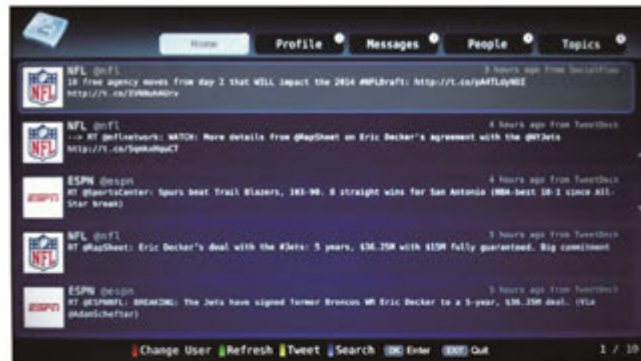 Home Profile Messages People Topics
NFL @nfl 3 hours ago from SocialFlow
10 free agency moves from day 2 that WILL impact the 2014 #NFLDraft:
NFL @nfl 4 hours ago from TweetDeck
--> RT @nflnetwork: WATCH: More details from @RapSheet on Eric Decker's agreement with the @NYJets
ESPN @espn 4 hours ago from TweetDeck
RT @SportsCenter: Spurs beat Trail Blazers, 103-90. 8 straight wins for San Antonio (NBA-best 10-1 since All-
Star break)
NFL @nfl 5 hours ago from TweetDeck
RT @RapSheet: Eric Decker's deal with the #Jets: 5 years, $36.25M with $15M fully guaranteed. Big commitment
ESPN @espn 5 hours ago from TweetDeck
RT @ESPNNFL: BREAKING: The Jets have signed former Broncos WR Eric Decker to a 5-year, $36.25M deal. (Via
@AdamSchefter)
Change User Refresh Tweet Search OK Enter EXIT Quit 1 / 10